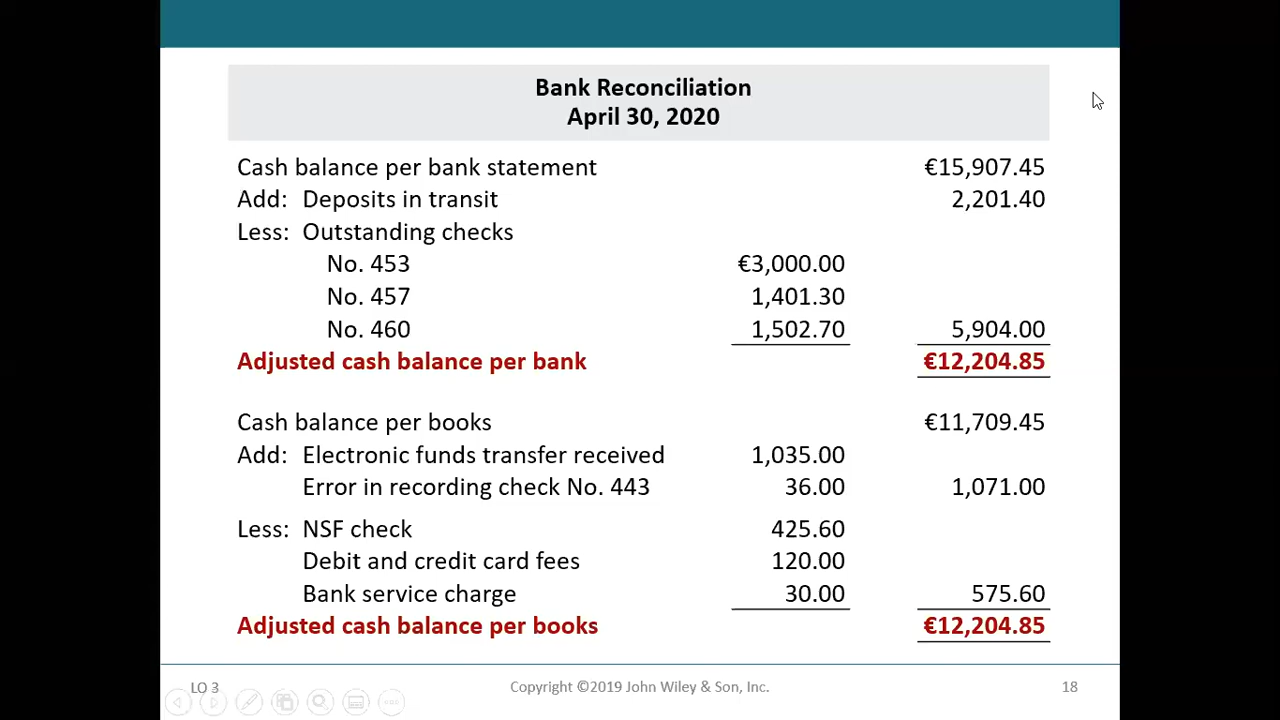 Bank Reconciliation
April 30, 2020
Cash balance per bank statement €15,907.45
Add: Deposits in transit 2,201.40
Less: Outstanding checks
No. 453 €3,000.00
No. 457 1,401.30
No. 460 1,502.70 5,904.00
Adjusted cash balance per bank €12,204.85
Cash balance per books €11,709.45
Add: Electronic funds transfer received 1,035.00
Error in recording check No. 443 36.00 1,071.00
Less: NSF check 425.60
Debit and credit card fees 120.00
Bank service charge 30.00 575.60
Adjusted cash balance per books €12,204.85
LO 3 Copyright ©2019 John Wiley & Son, Inc. 18